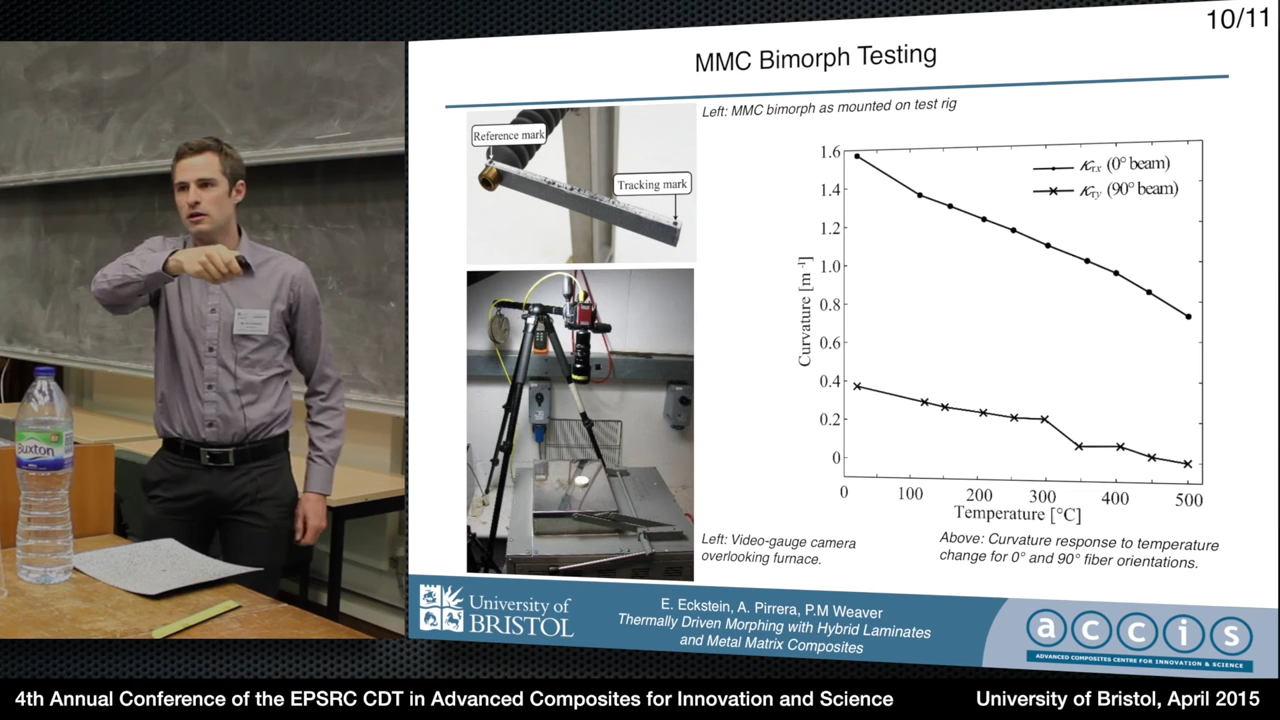 10/11
MMC Bimorph Testing
Left: MMC bimorph as mounted on test rig
Reference mark
Tracking mark
Curvature [m⁻¹]
1.6
1.4
1.2
1.0
0.8
0.6
0.4
0.2
0
κTx (0° beam)
κTy (90° beam)
0 100 200 300 400 500
Temperature [°C]
Left: Video-gauge camera
overlooking furnace.
Above: Curvature response to temperature
change for 0° and 90° fiber orientations.
Buxton
University of
BRISTOL
E. Eckstein, A. Pirrera, P.M Weaver
Thermally Driven Morphing with Hybrid Laminates
and Metal Matrix Composites
accis
ADVANCED COMPOSITES CENTRE FOR INNOVATION & SCIENCE
4th Annual Conference of the EPSRC CDT in Advanced Composites for Innovation and Science
University of Bristol, April 2015